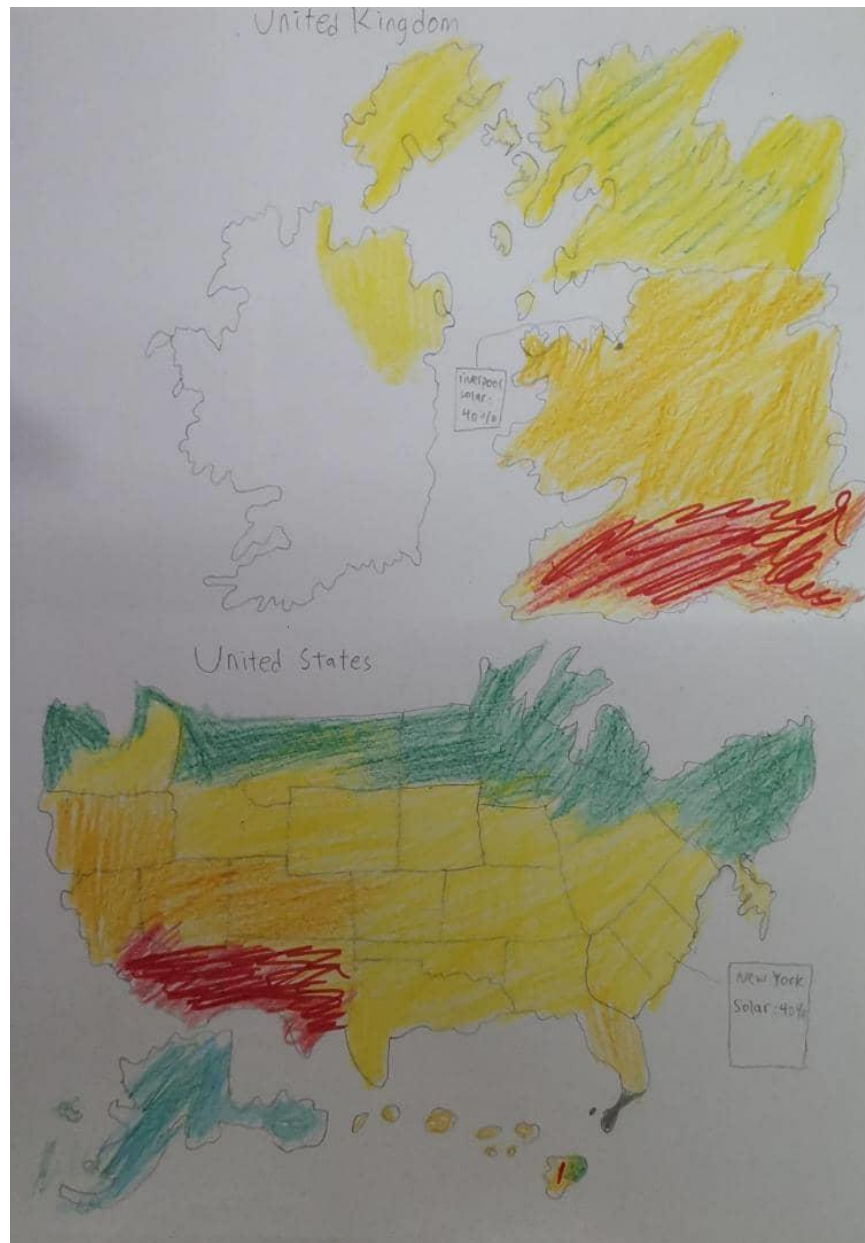 United Kingdom
Liverpool
solar:
40%
United States
New York
Solar:40%